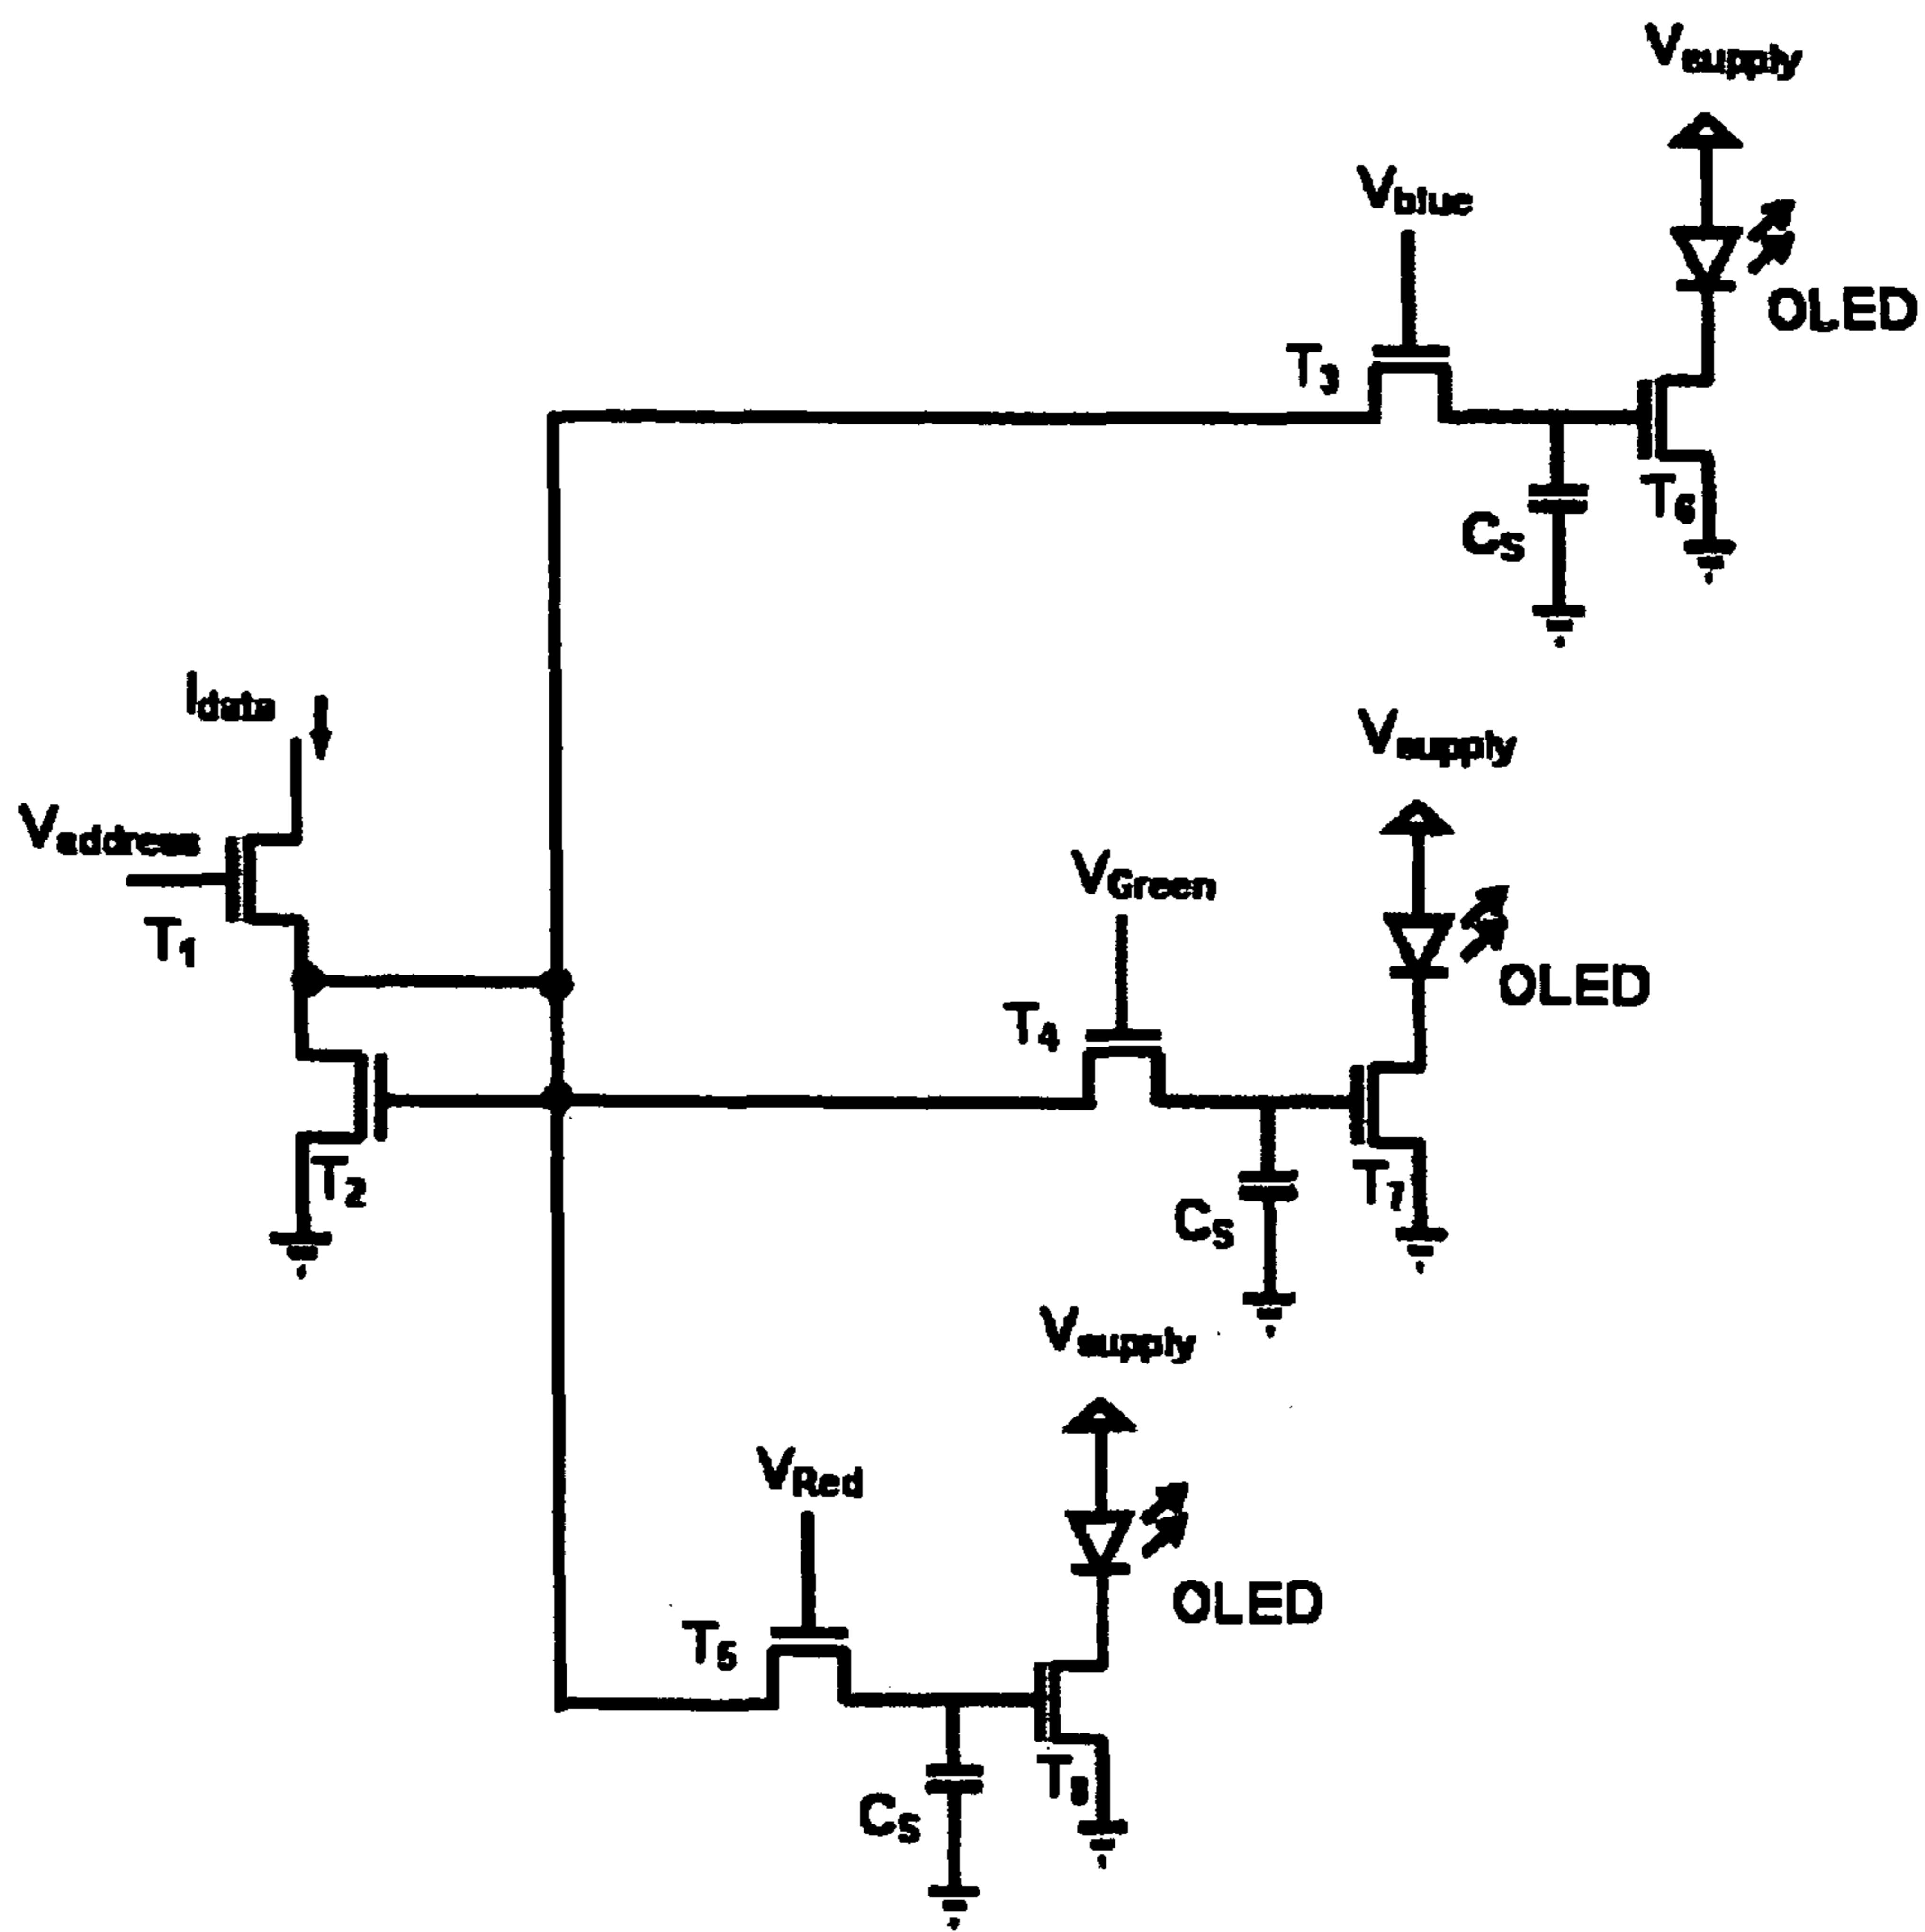 Vsupply
Vblue
OLED
T3
T6
Cs
Idata
Vsupply
Vaddress
VGreen
T1
OLED
T4
T2
T7
Cs
Vsupply
VRed
OLED
T5
T8
Cs